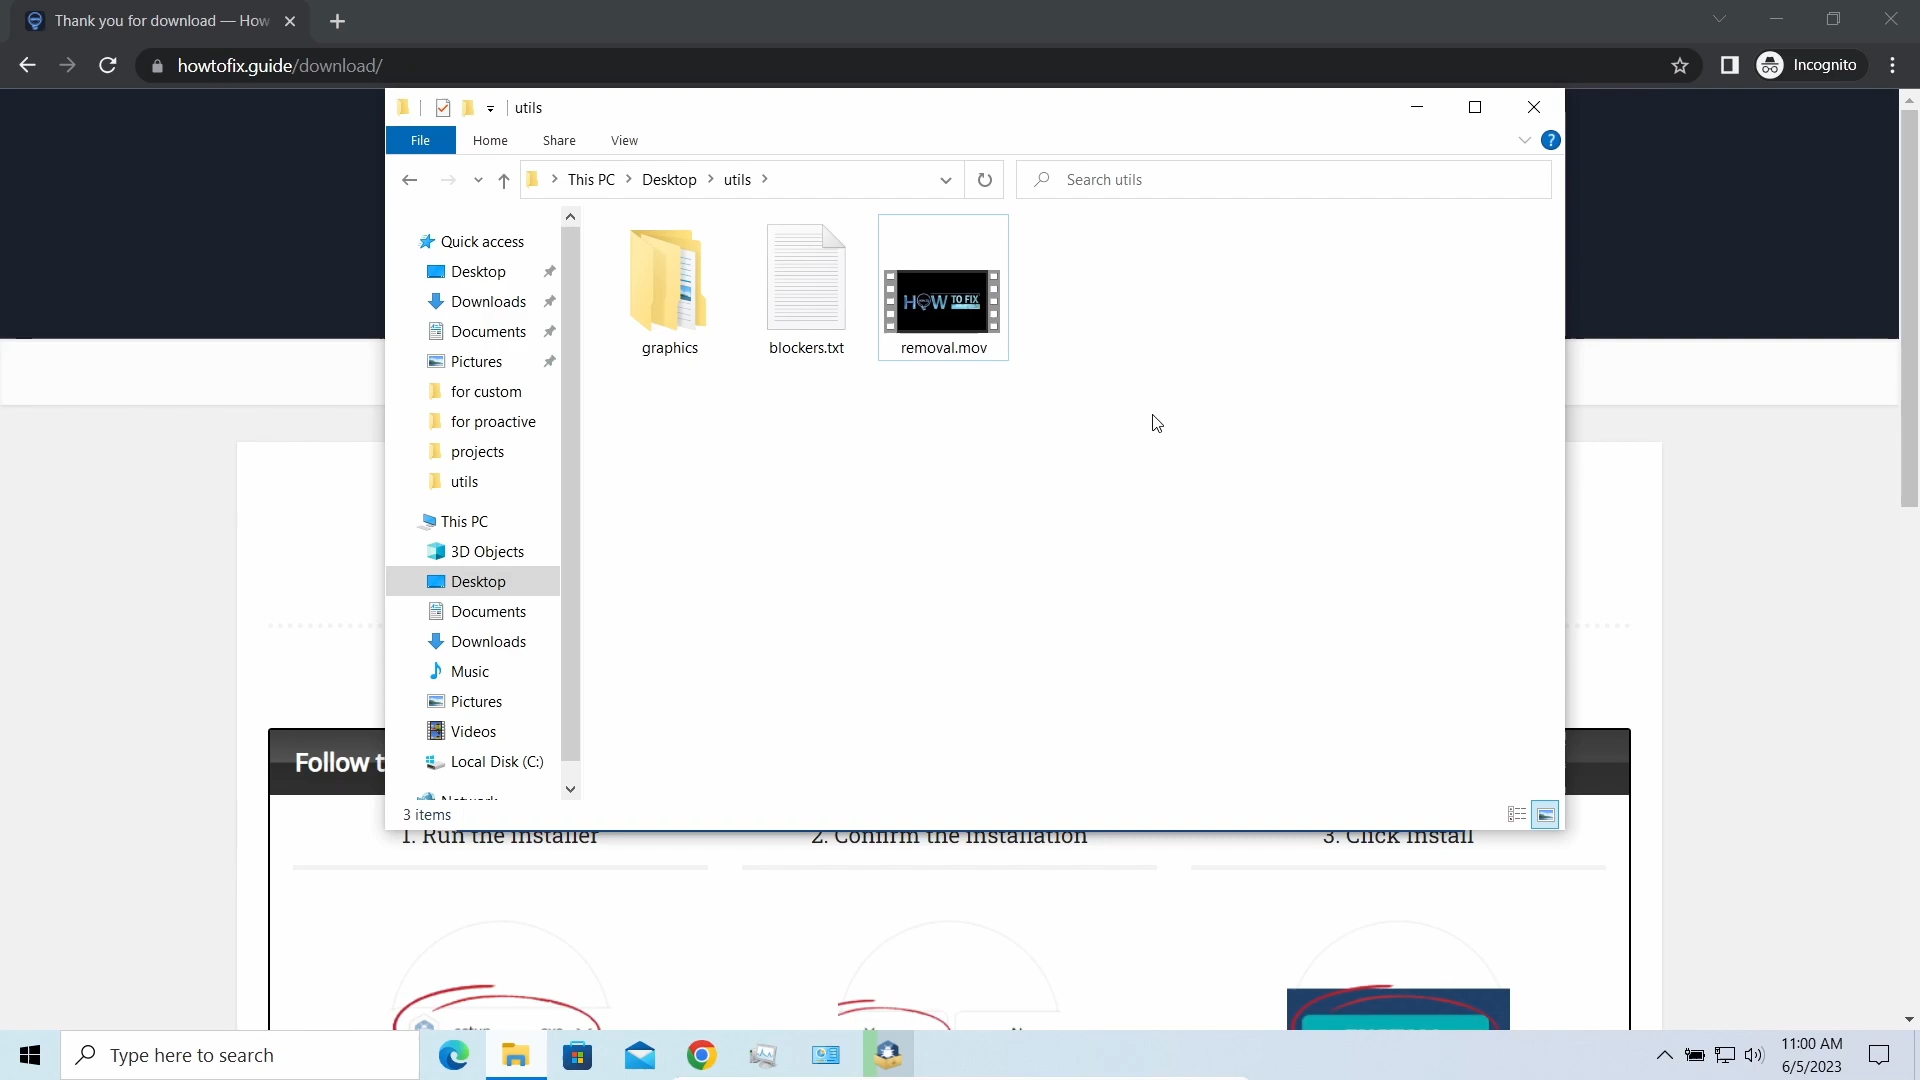 Thank you for download — How
howtofix.guide/download/
Incognito
utils
File
Home
Share
View
This PC
Desktop
utils
Search utils
Quick access
Desktop
Downloads
Documents
Pictures
for custom
for proactive
projects
utils
This PC
3D Objects
Desktop
Documents
Downloads
Music
Pictures
Videos
Local Disk (C:)
Network
graphics
blockers.txt
HOW TO FIX
removal.mov
3 items
Follow t
1. Run the installer
2. Confirm the installation
3. Click Install
Type here to search
11:00 AM
6/5/2023